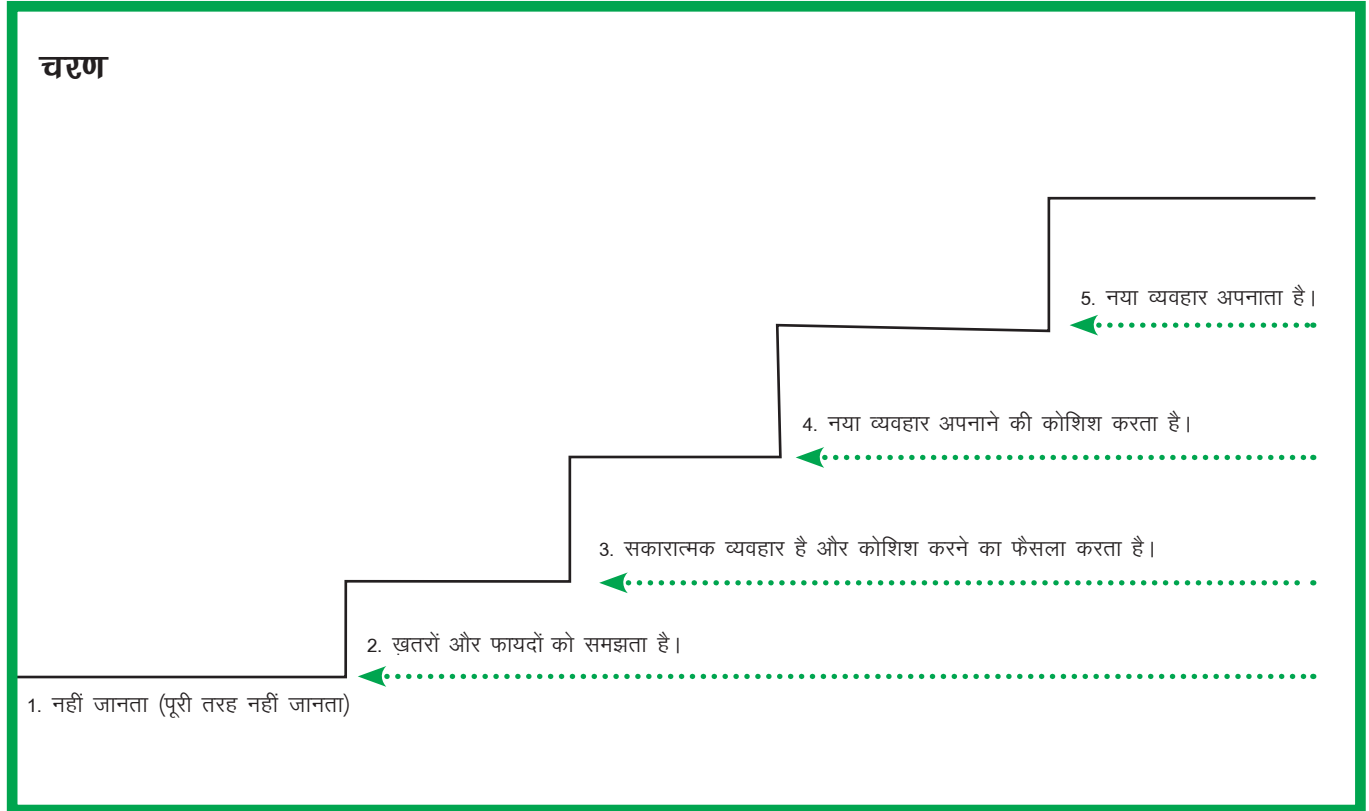 चरण
5. नया व्यवहार अपनाता है।
4. नया व्यवहार अपनाने की कोशिश करता है।
3. सकारात्मक व्यवहार है और कोशिश करने का फैसला करता है।
2. ख़तरों और फायदों को समझता है।
1. नहीं जानता (पूरी तरह नहीं जानता)